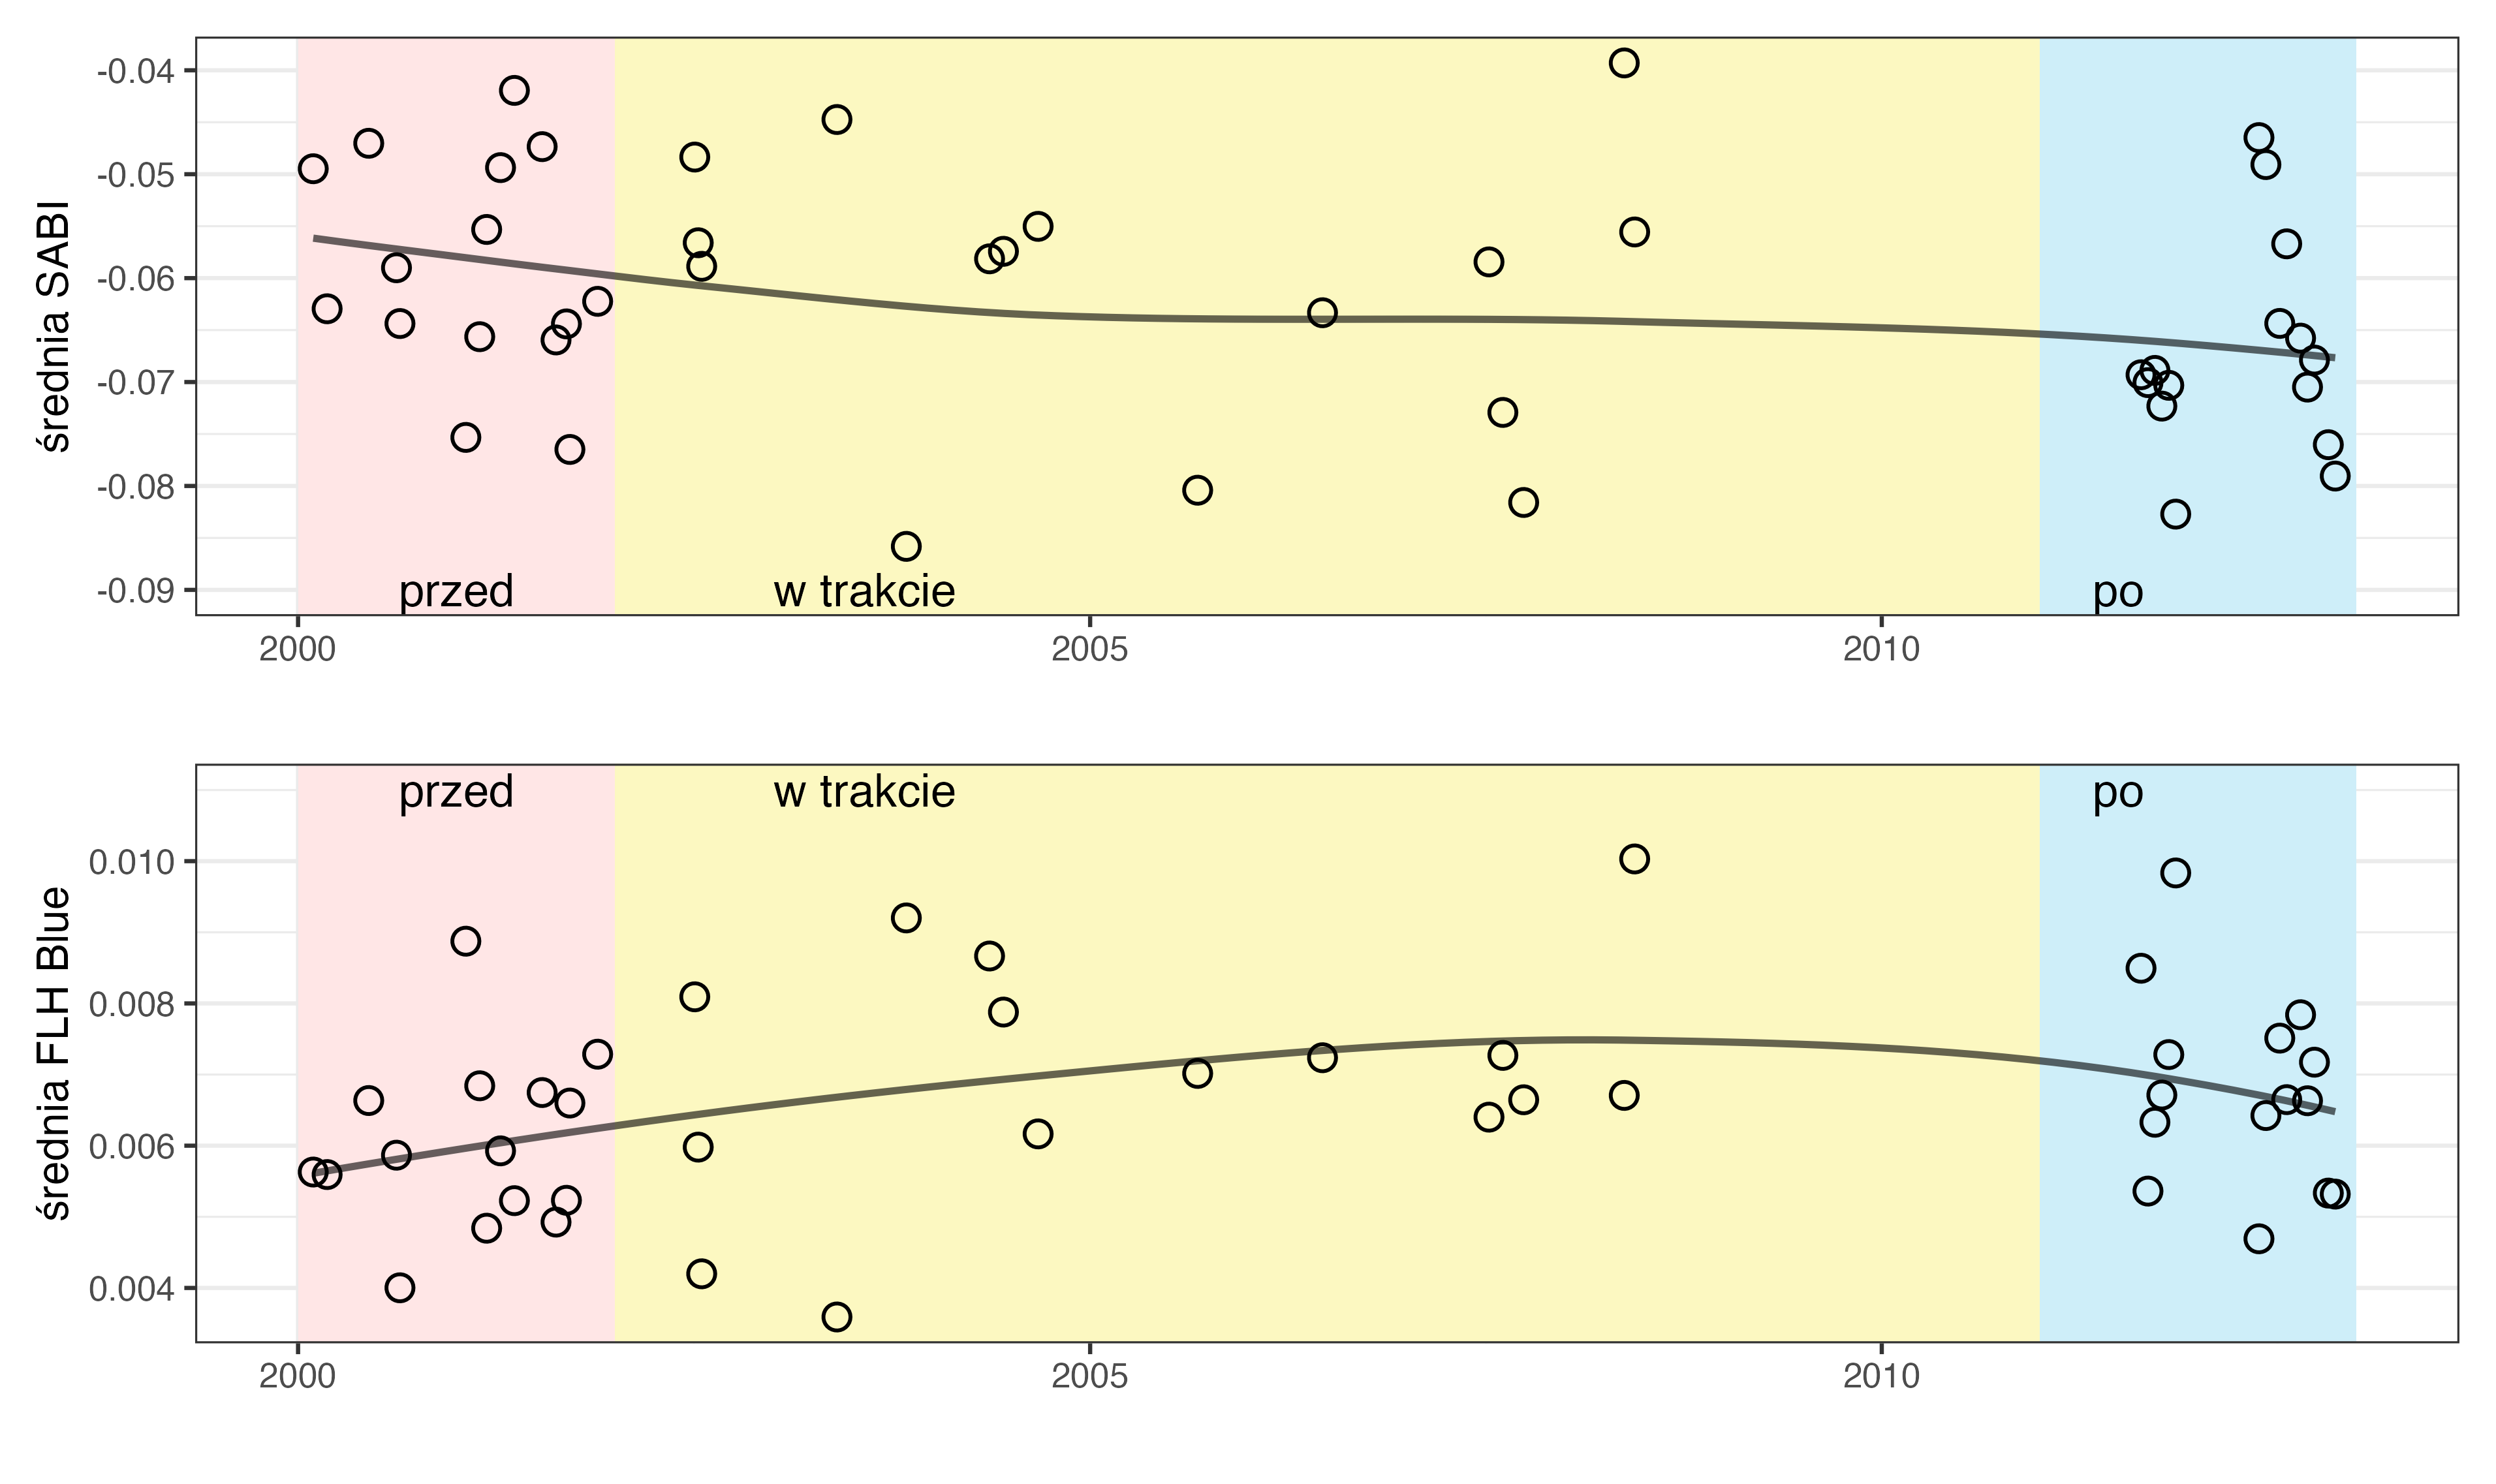 średnia SABI
-0.04
-0.05
-0.06
-0.07
-0.08
-0.09
przed w trakcie po
2000 2005 2010
średnia FLH Blue
przed w trakcie po
0.010
0.008
0.006
0.004
2000 2005 2010